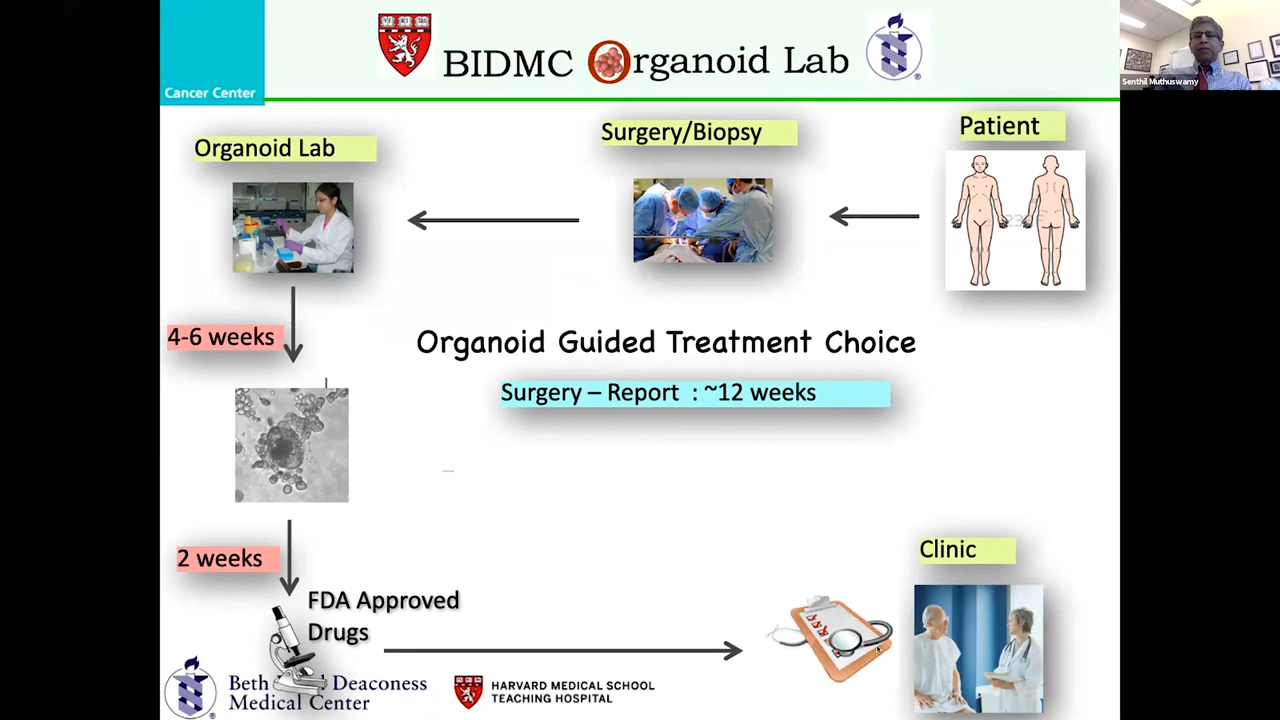 Cancer Center
BIDMC Organoid Lab
Senthil Muthuswamy
Organoid Lab
Surgery/Biopsy
Patient
4-6 weeks
Organoid Guided Treatment Choice
Surgery – Report : ~12 weeks
2 weeks
FDA Approved
Drugs
Clinic
Beth Deaconess
Medical Center
HARVARD MEDICAL SCHOOL
TEACHING HOSPITAL